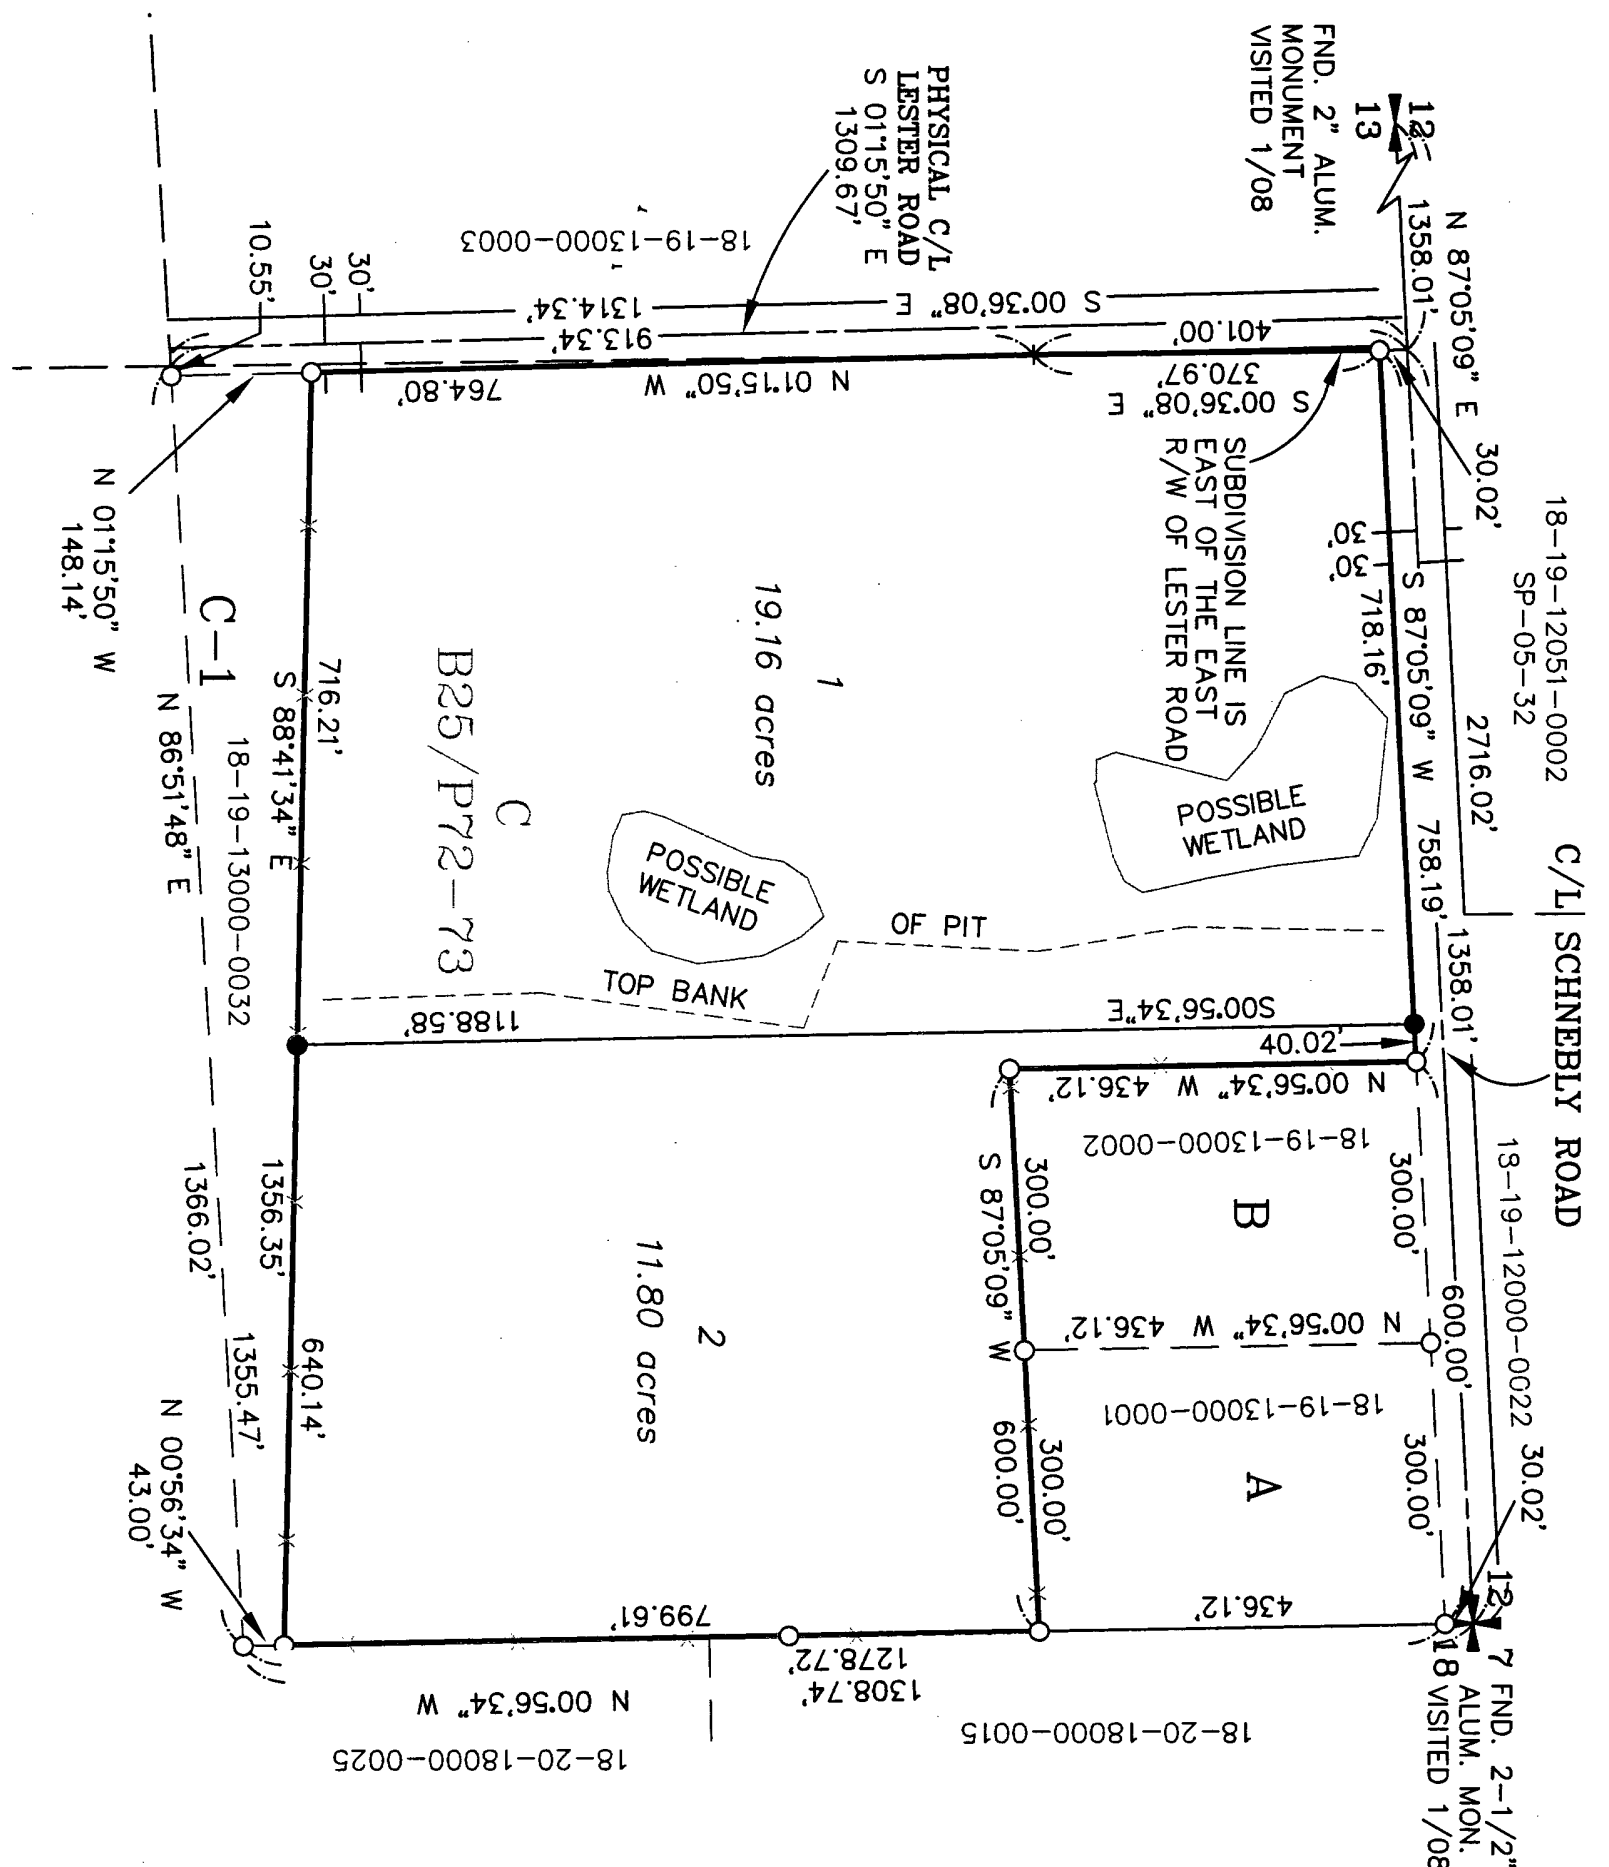 FND. 2" ALUM.
MONUMENT
VISITED 1/08
12
13
N 87°05'09" E
1358.01'
30.02'
2716.02'
18-19-12051-0002
SP-05-32
C/L SCHNEBLY ROAD
1358.01'
18-19-12000-0022
30.02'
600.00'
12
7
18
FND. 2-1/2"
ALUM. MON.
VISITED 1/08
PHYSICAL C/L
LESTER ROAD
S 01°15'50" E
1309.67'
18-19-13000-0003
S 00°36'08" E
1314.34'
401.00'
913.34'
370.97'
S 00°36'08" E
N 01°15'50" W
764.80'
30'
30'
10.55'
SUBDIVISION LINE IS
EAST OF THE EAST
R/W OF LESTER ROAD
30'
30'
S 87°05'09" W 758.19'
718.16'
POSSIBLE
WETLAND
1
19.16 acres
POSSIBLE
WETLAND
C
B25/P72-73
OF PIT
TOP BANK
S00°56'34"E
1188.58'
40.02'
N 00°56'34" W 436.12'
18-19-13000-0002
B
300.00'
300.00'
S 87°05'09" W
600.00'
N 00°56'34" W 436.12'
18-19-13000-0001
A
300.00'
300.00'
436.12'
2
11.80 acres
799.61'
1278.72'
1308.74'
N 00°56'34" W
18-20-18000-0015
18-20-18000-0025
N 01°15'50" W
148.14'
C-1
18-19-13000-0032
716.21'
S 88°41'34" E
1356.35'
640.14'
N 86°51'48" E
1366.02'
1355.47'
N 00°56'34" W
43.00'